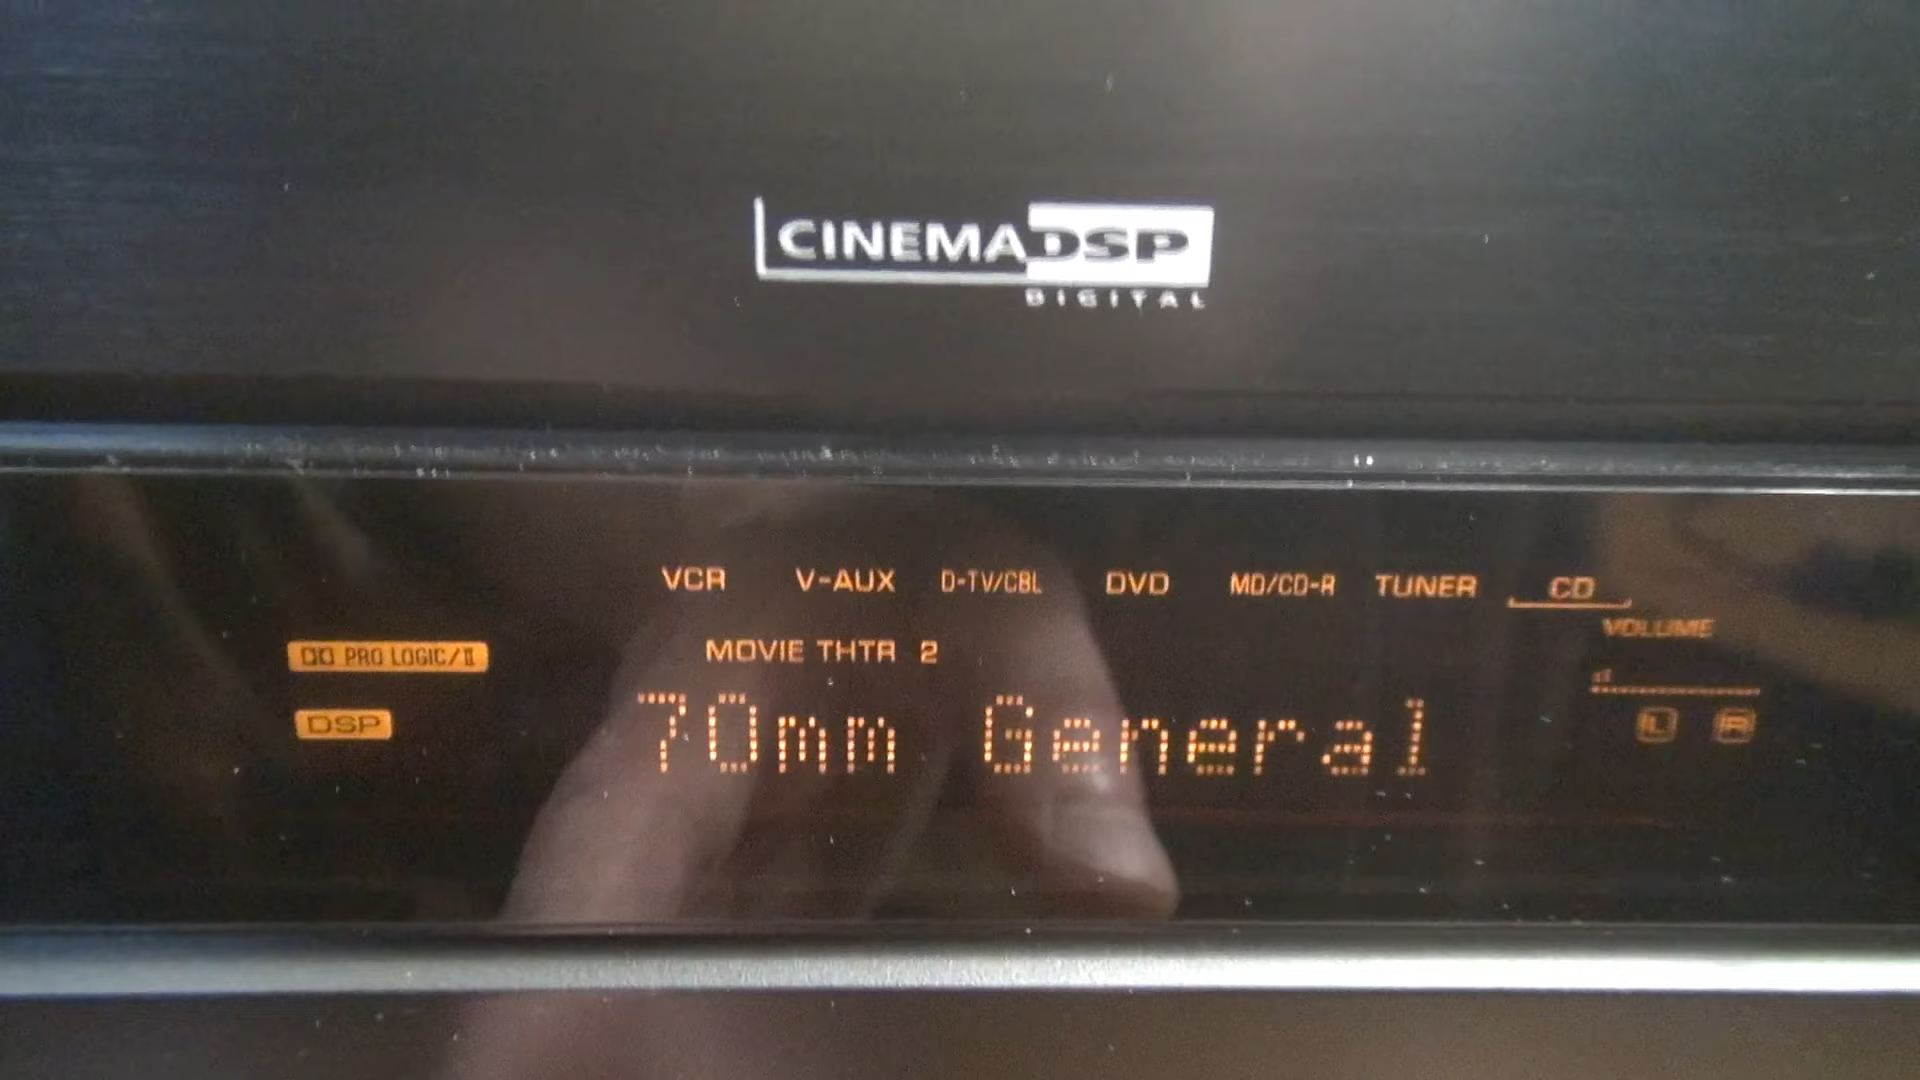 CINEMA DSP
DIGITAL
VCR V-AUX D-TV/CBL DVD MD/CD-R TUNER CD
VOLUME
PRO LOGIC/II MOVIE THTR 2
DSP 70mm General L R